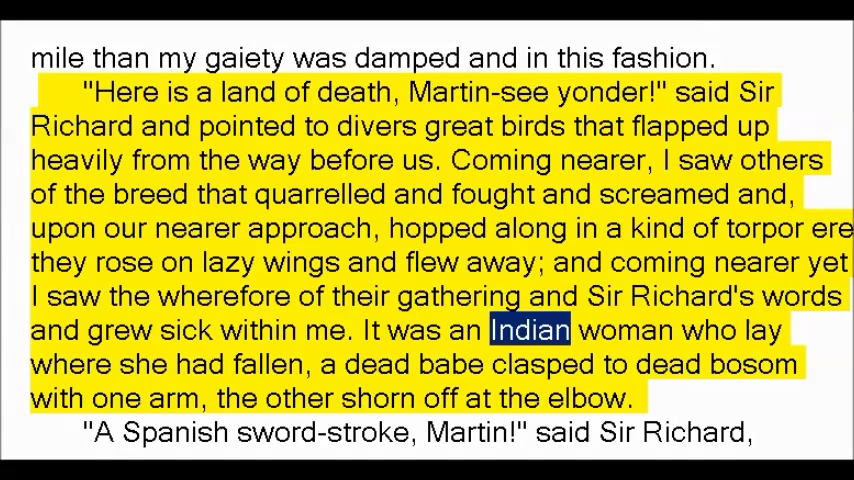 mile than my gaiety was damped and in this fashion.
"Here is a land of death, Martin-see yonder!" said Sir
Richard and pointed to divers great birds that flapped up
heavily from the way before us. Coming nearer, I saw others
of the breed that quarrelled and fought and screamed and,
upon our nearer approach, hopped along in a kind of torpor ere
they rose on lazy wings and flew away; and coming nearer yet
I saw the wherefore of their gathering and Sir Richard's words
and grew sick within me. It was an Indian woman who lay
where she had fallen, a dead babe clasped to dead bosom
with one arm, the other shorn off at the elbow.
"A Spanish sword-stroke, Martin!" said Sir Richard,